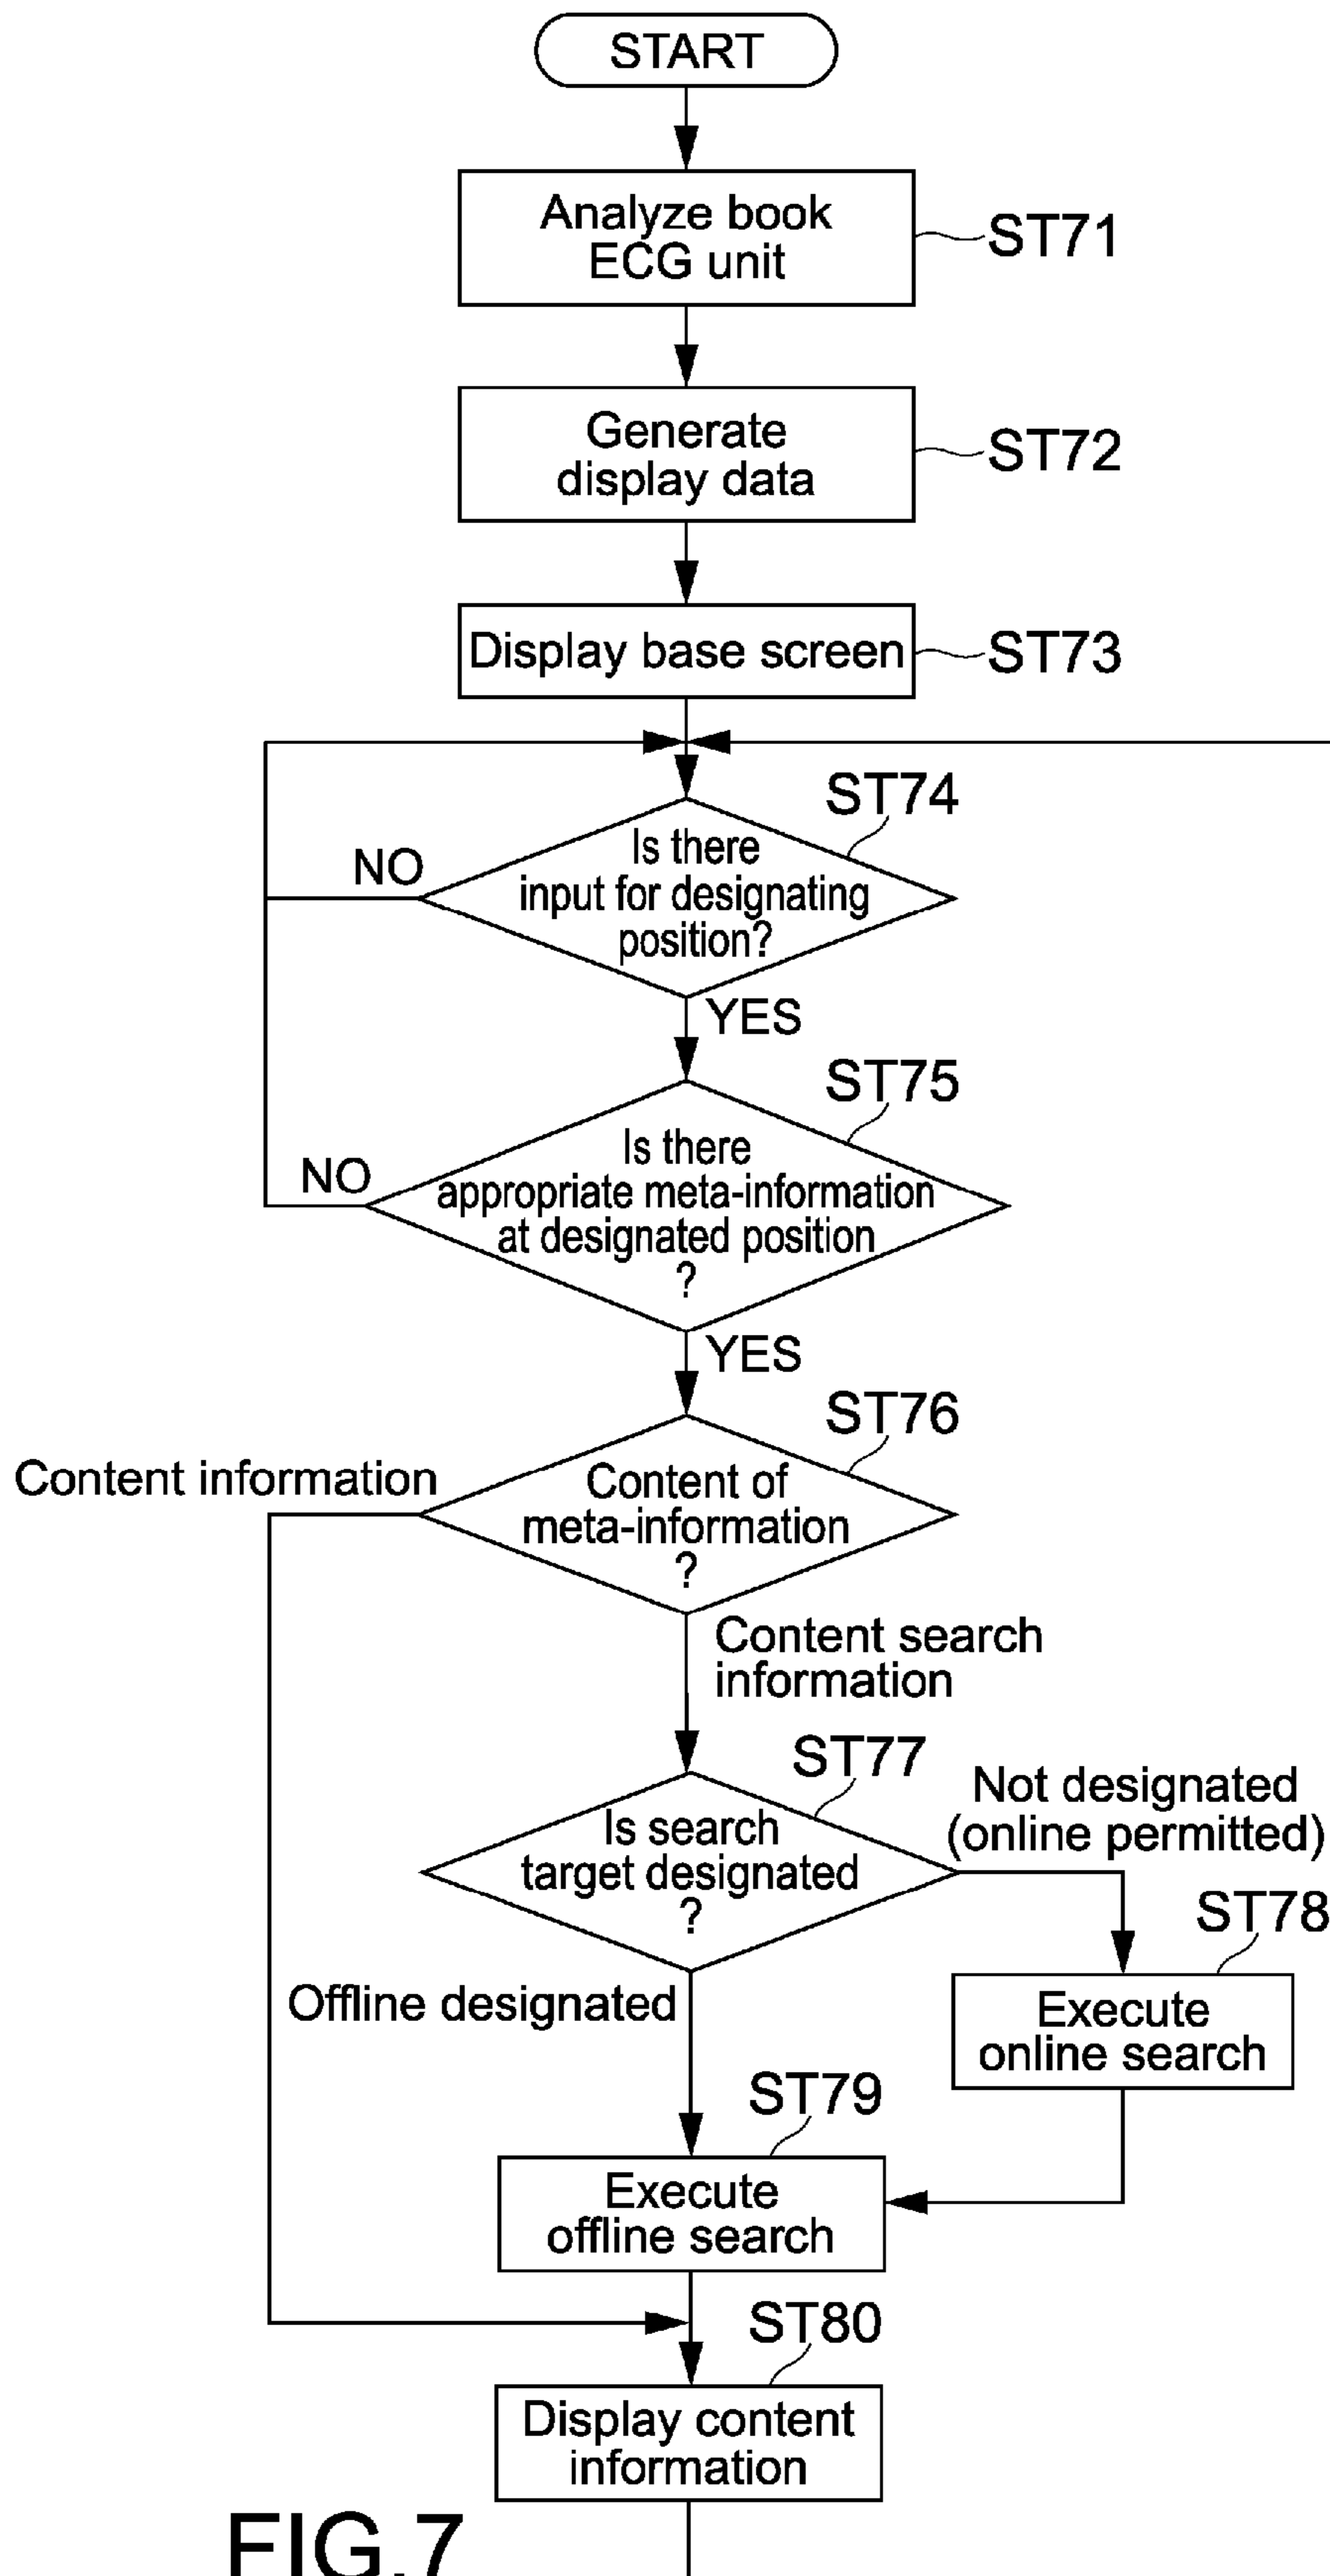 START
Analyze book
ECG unit
ST71
Generate
display data
ST72
Display base screen
ST73
ST74
Is there
input for designating
position?
NO
YES
ST75
Is there
appropriate meta-information
at designated position
?
NO
YES
ST76
Content information
Content of
meta-information
?
Content search
information
ST77
Is search
target designated
?
Not designated
(online permitted)
ST78
Execute
online search
Offline designated
ST79
Execute
offline search
ST80
Display content
information
FIG.7